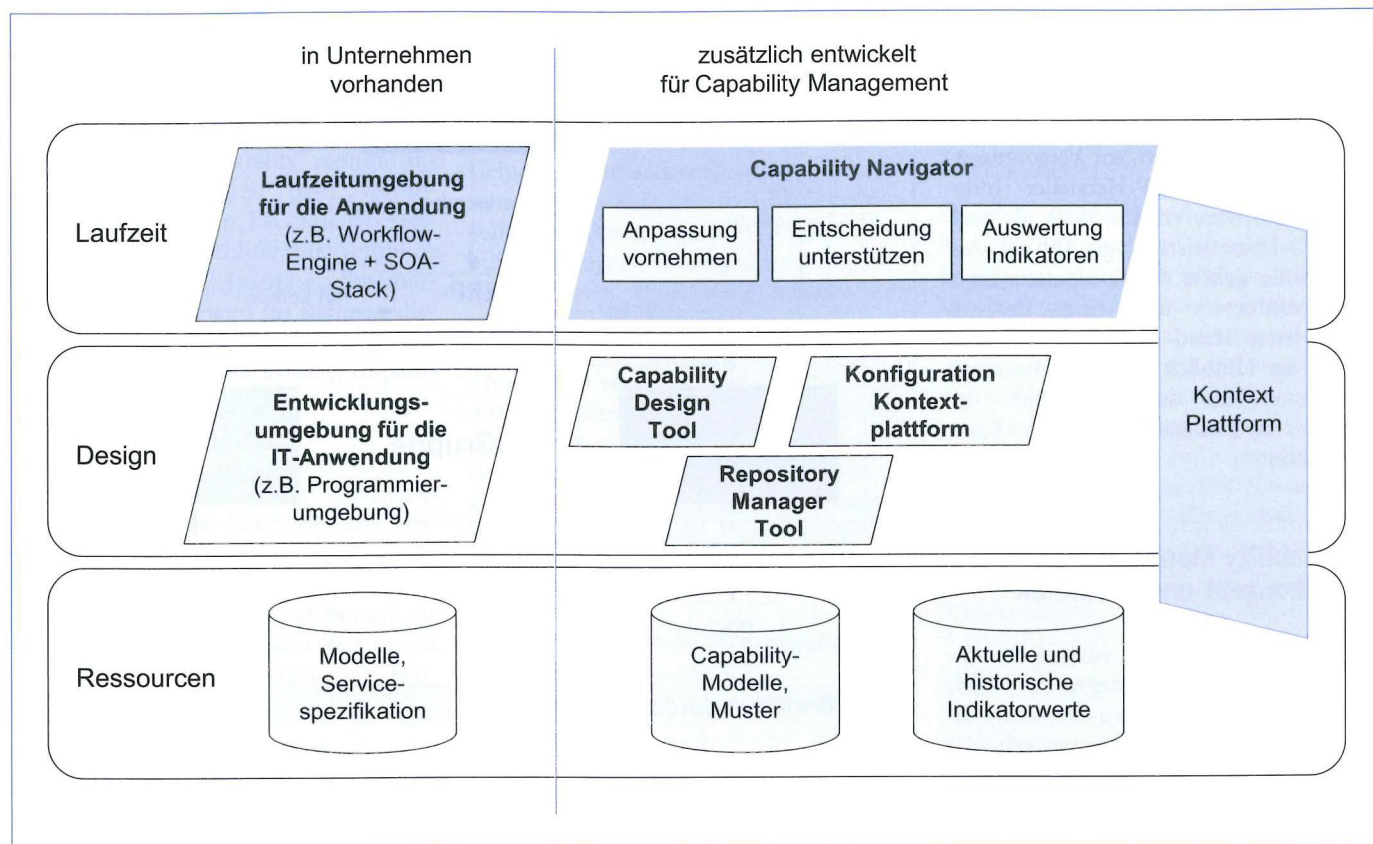 in Unternehmen
vorhanden
zusätzlich entwickelt
für Capability Management
Laufzeit
Laufzeitumgebung
für die Anwendung
(z.B. Workflow-
Engine + SOA-
Stack)
Capability Navigator
Anpassung
vornehmen
Entscheidung
unterstützen
Auswertung
Indikatoren
Kontext
Plattform
Design
Entwicklungs-
umgebung für die
IT-Anwendung
(z.B. Programmier-
umgebung)
Capability
Design
Tool
Konfiguration
Kontext-
plattform
Repository
Manager
Tool
Ressourcen
Modelle,
Service-
spezifikation
Capability-
Modelle,
Muster
Aktuelle und
historische
Indikatorwerte